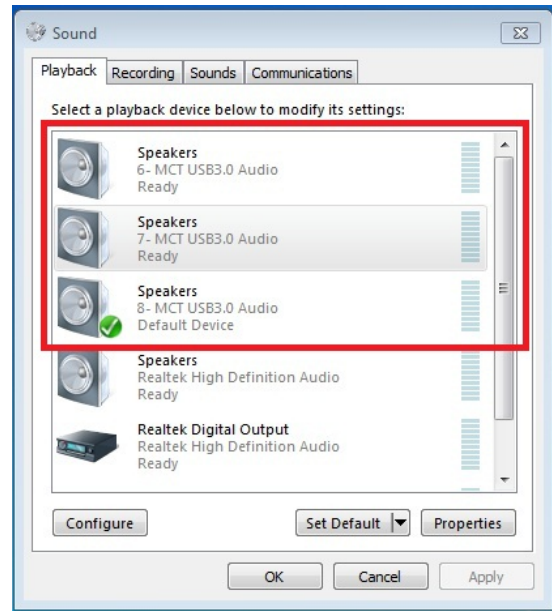 Sound
Playback Recording Sounds Communications
Select a playback device below to modify its settings:
Speakers
6- MCT USB3.0 Audio
Ready
Speakers
7- MCT USB3.0 Audio
Ready
Speakers
8- MCT USB3.0 Audio
Default Device
Speakers
Realtek High Definition Audio
Ready
Realtek Digital Output
Realtek High Definition Audio
Ready
Configure Set Default Properties
OK Cancel Apply